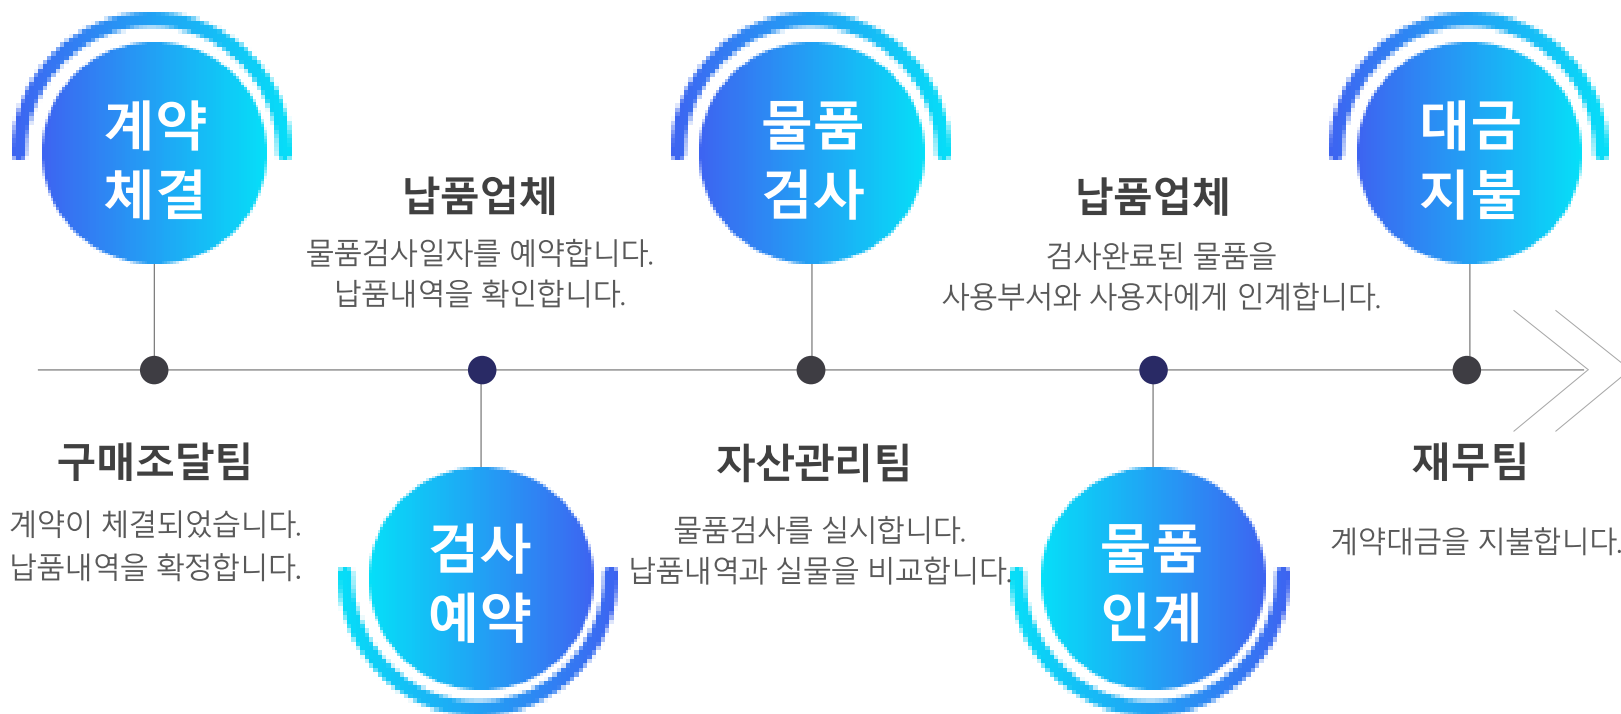 계약
체결
구매조달팀
계약이 체결되었습니다.
납품내역을 확정합니다.
납품업체
물품검사일자를 예약합니다.
납품내역을 확인합니다.
검사
예약
물품
검사
자산관리팀
물품검사를 실시합니다.
납품내역과 실물을 비교합니다.
납품업체
검사완료된 물품을
사용부서와 사용자에게 인계합니다.
물품
인계
대금
지불
재무팀
계약대금을 지불합니다.